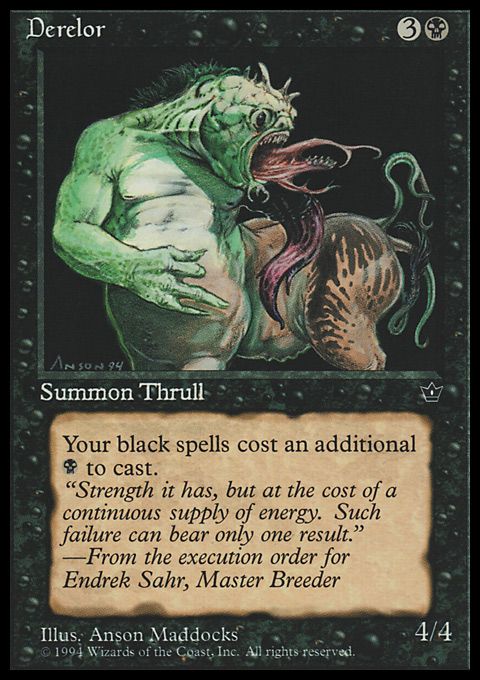 Derelor 3
ANSON 94
Summon Thrull
Your black spells cost an additional
to cast.
“Strength it has, but at the cost of a
continuous supply of energy.  Such
failure can bear only one result.”
—From the execution order for
Endrek Sahr, Master Breeder
Illus. Anson Maddocks
4/4
© 1994 Wizards of the Coast, Inc. All rights reserved.